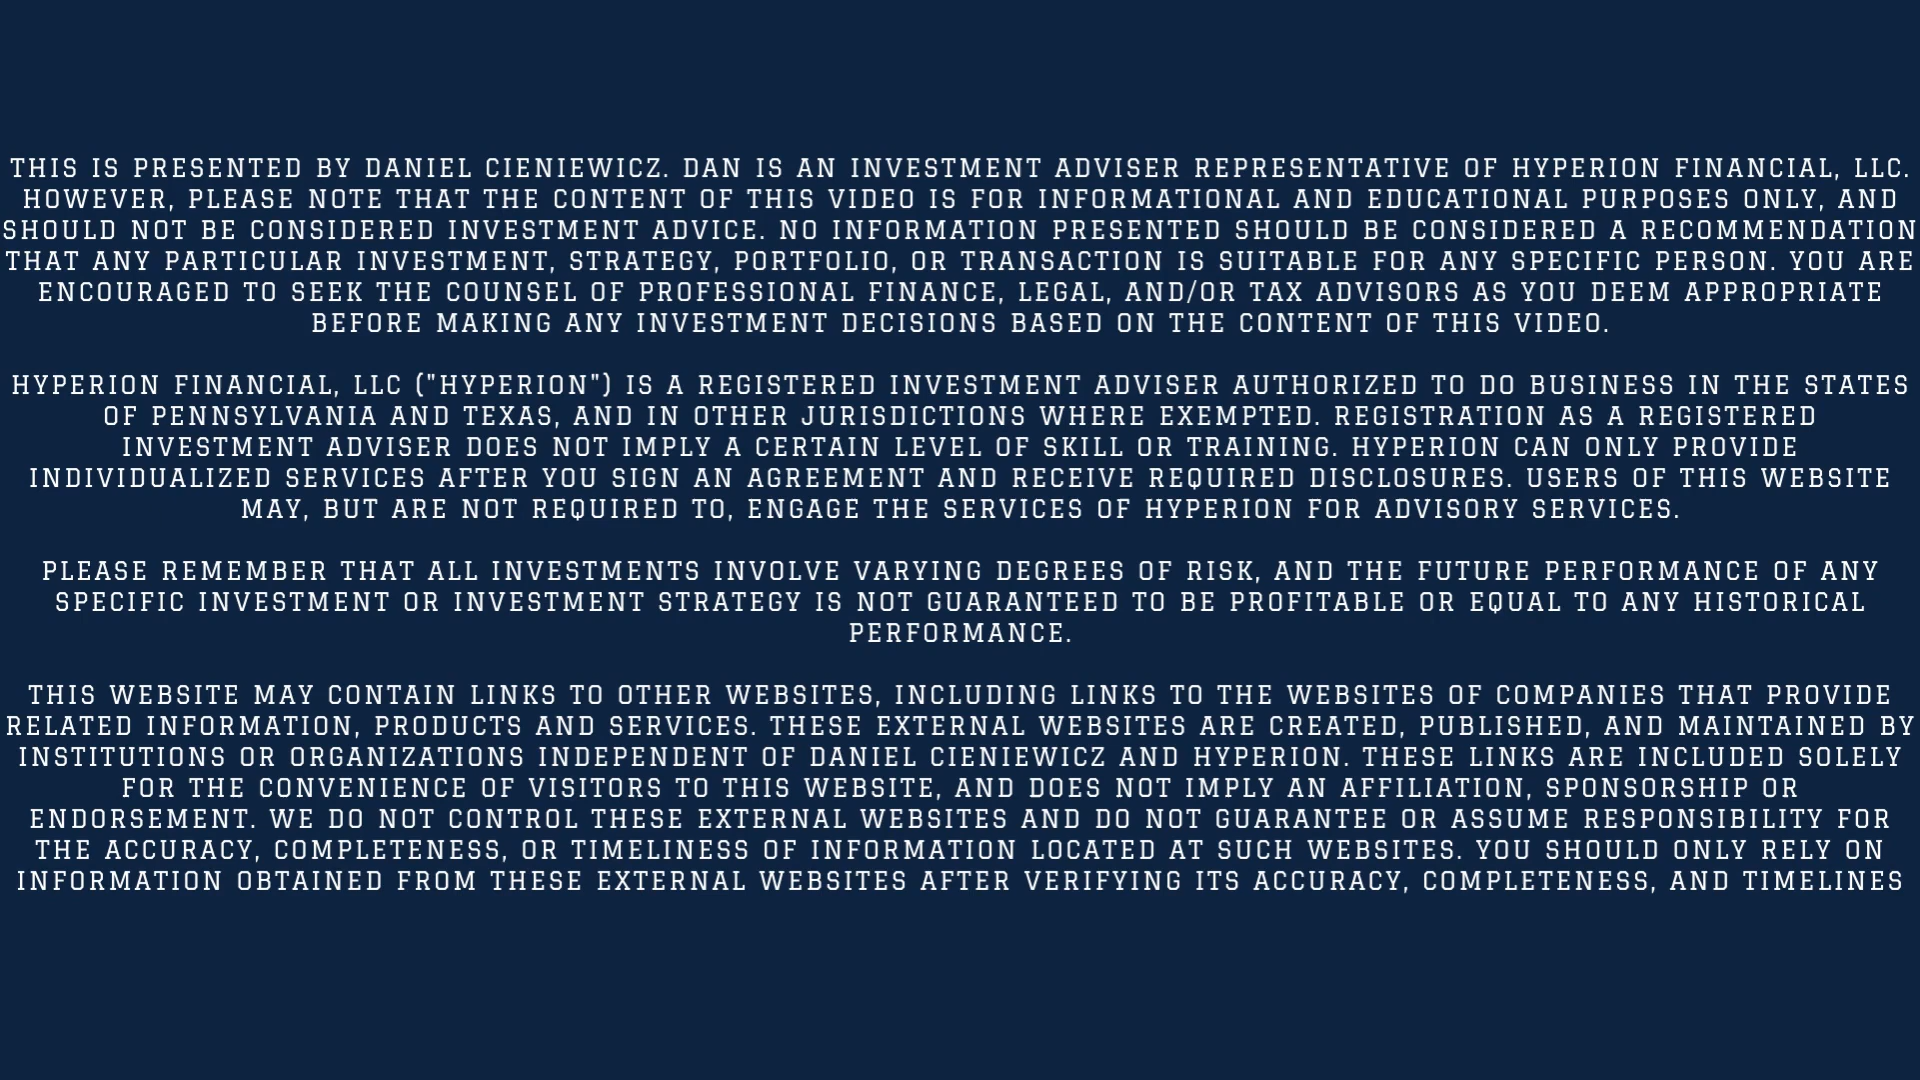 THIS IS PRESENTED BY DANIEL CIENIEWICZ. DAN IS AN INVESTMENT ADVISER REPRESENTATIVE OF HYPERION FINANCIAL, LLC.
HOWEVER, PLEASE NOTE THAT THE CONTENT OF THIS VIDEO IS FOR INFORMATIONAL AND EDUCATIONAL PURPOSES ONLY, AND
SHOULD NOT BE CONSIDERED INVESTMENT ADVICE. NO INFORMATION PRESENTED SHOULD BE CONSIDERED A RECOMMENDATION
THAT ANY PARTICULAR INVESTMENT, STRATEGY, PORTFOLIO, OR TRANSACTION IS SUITABLE FOR ANY SPECIFIC PERSON. YOU ARE
ENCOURAGED TO SEEK THE COUNSEL OF PROFESSIONAL FINANCE, LEGAL, AND/OR TAX ADVISORS AS YOU DEEM APPROPRIATE
BEFORE MAKING ANY INVESTMENT DECISIONS BASED ON THE CONTENT OF THIS VIDEO.
HYPERION FINANCIAL, LLC ("HYPERION") IS A REGISTERED INVESTMENT ADVISER AUTHORIZED TO DO BUSINESS IN THE STATES
OF PENNSYLVANIA AND TEXAS, AND IN OTHER JURISDICTIONS WHERE EXEMPTED. REGISTRATION AS A REGISTERED
INVESTMENT ADVISER DOES NOT IMPLY A CERTAIN LEVEL OF SKILL OR TRAINING. HYPERION CAN ONLY PROVIDE
INDIVIDUALIZED SERVICES AFTER YOU SIGN AN AGREEMENT AND RECEIVE REQUIRED DISCLOSURES. USERS OF THIS WEBSITE
MAY, BUT ARE NOT REQUIRED TO, ENGAGE THE SERVICES OF HYPERION FOR ADVISORY SERVICES.
PLEASE REMEMBER THAT ALL INVESTMENTS INVOLVE VARYING DEGREES OF RISK, AND THE FUTURE PERFORMANCE OF ANY
SPECIFIC INVESTMENT OR INVESTMENT STRATEGY IS NOT GUARANTEED TO BE PROFITABLE OR EQUAL TO ANY HISTORICAL
PERFORMANCE.
THIS WEBSITE MAY CONTAIN LINKS TO OTHER WEBSITES, INCLUDING LINKS TO THE WEBSITES OF COMPANIES THAT PROVIDE
RELATED INFORMATION, PRODUCTS AND SERVICES. THESE EXTERNAL WEBSITES ARE CREATED, PUBLISHED, AND MAINTAINED BY
INSTITUTIONS OR ORGANIZATIONS INDEPENDENT OF DANIEL CIENIEWICZ AND HYPERION. THESE LINKS ARE INCLUDED SOLELY
FOR THE CONVENIENCE OF VISITORS TO THIS WEBSITE, AND DOES NOT IMPLY AN AFFILIATION, SPONSORSHIP OR
ENDORSEMENT. WE DO NOT CONTROL THESE EXTERNAL WEBSITES AND DO NOT GUARANTEE OR ASSUME RESPONSIBILITY FOR
THE ACCURACY, COMPLETENESS, OR TIMELINESS OF INFORMATION LOCATED AT SUCH WEBSITES. YOU SHOULD ONLY RELY ON
INFORMATION OBTAINED FROM THESE EXTERNAL WEBSITES AFTER VERIFYING ITS ACCURACY, COMPLETENESS, AND TIMELINES